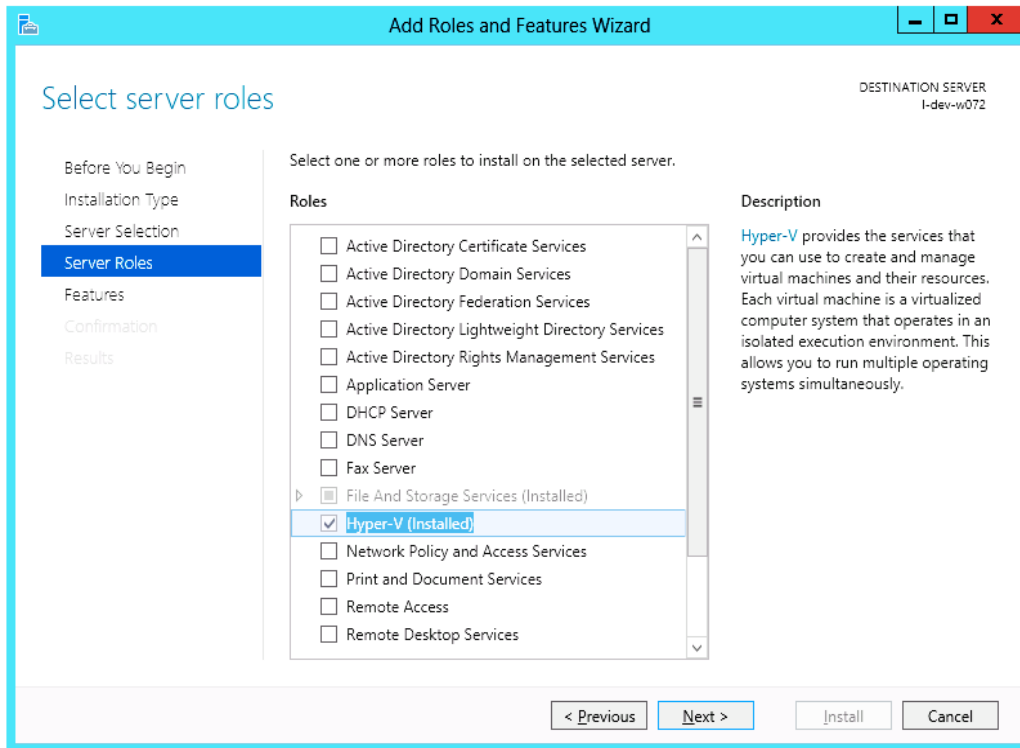 Add Roles and Features Wizard
Select server roles
DESTINATION SERVER
l-dev-w072
Before You Begin
Installation Type
Server Selection
Server Roles
Features
Confirmation
Results
Select one or more roles to install on the selected server.
Roles
Active Directory Certificate Services
Active Directory Domain Services
Active Directory Federation Services
Active Directory Lightweight Directory Services
Active Directory Rights Management Services
Application Server
DHCP Server
DNS Server
Fax Server
File And Storage Services (Installed)
Hyper-V (Installed)
Network Policy and Access Services
Print and Document Services
Remote Access
Remote Desktop Services
Description
Hyper-V provides the services that
you can use to create and manage
virtual machines and their resources.
Each virtual machine is a virtualized
computer system that operates in an
isolated execution environment. This
allows you to run multiple operating
systems simultaneously.
< Previous
Next >
Install
Cancel